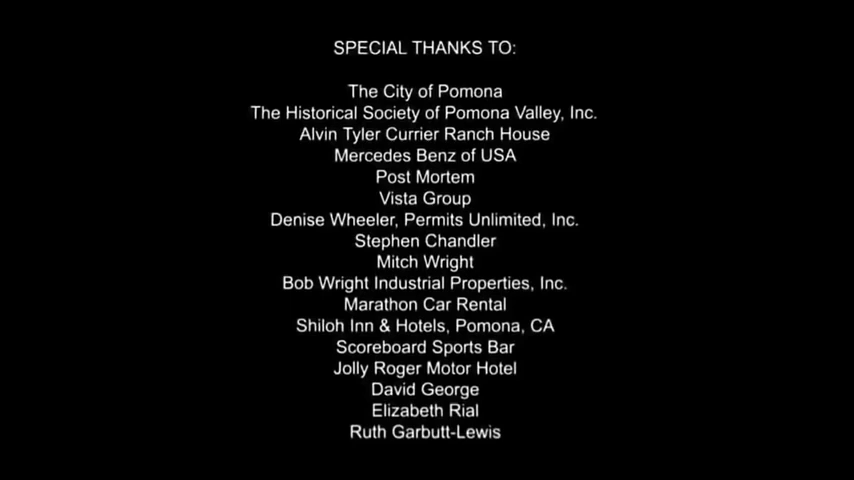 SPECIAL THANKS TO:
The City of Pomona
The Historical Society of Pomona Valley, Inc.
Alvin Tyler Currier Ranch House
Mercedes Benz of USA
Post Mortem
Vista Group
Denise Wheeler, Permits Unlimited, Inc.
Stephen Chandler
Mitch Wright
Bob Wright Industrial Properties, Inc.
Marathon Car Rental
Shiloh Inn & Hotels, Pomona, CA
Scoreboard Sports Bar
Jolly Roger Motor Hotel
David George
Elizabeth Rial
Ruth Garbutt-Lewis